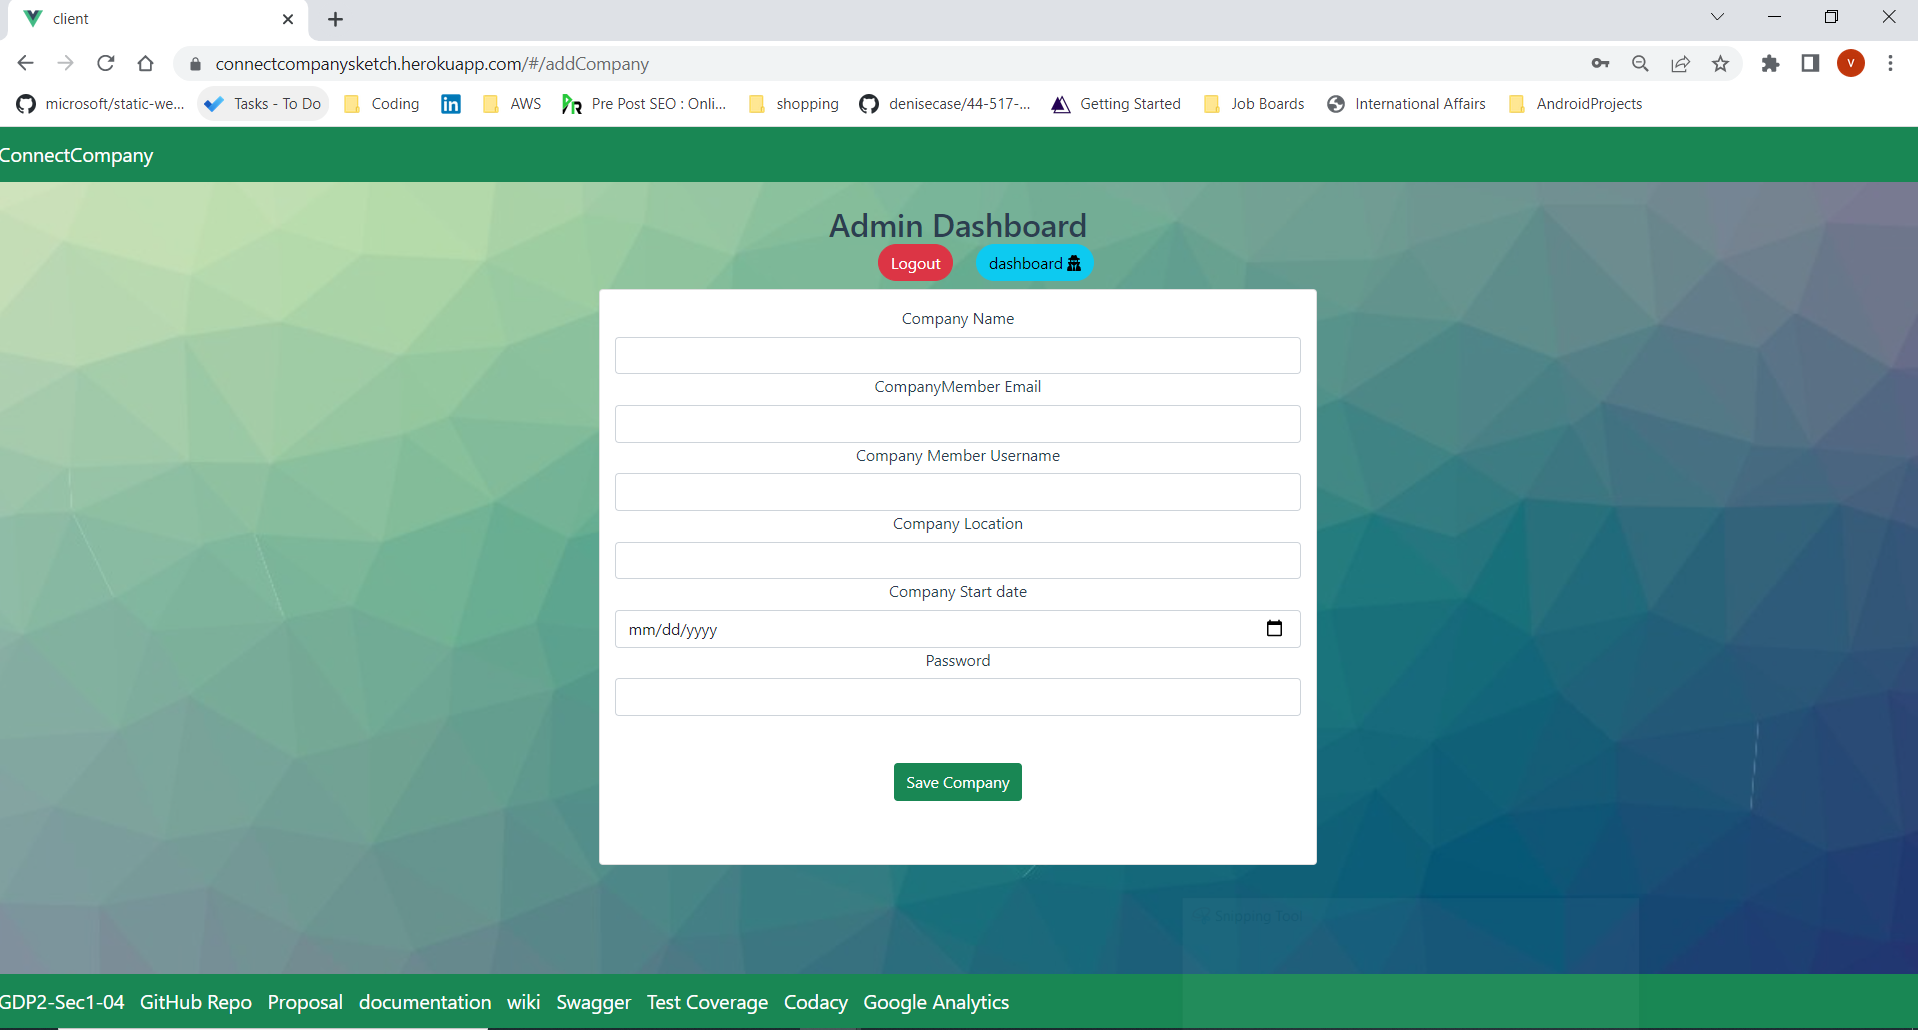 client
connectcompanysketch.herokuapp.com/#/addCompany
V
microsoft/static-we... Tasks - To Do Coding in AWS Pre Post SEO : Onli... shopping denisecase/44-517-... Getting Started Job Boards International Affairs AndroidProjects
ConnectCompany
Admin Dashboard
Logout dashboard
Company Name
CompanyMember Email
Company Member Username
Company Location
Company Start date
mm/dd/yyyy
Password
Save Company
Snipping Tool
GDP2-Sec1-04 GitHub Repo Proposal documentation wiki Swagger Test Coverage Codacy Google Analytics